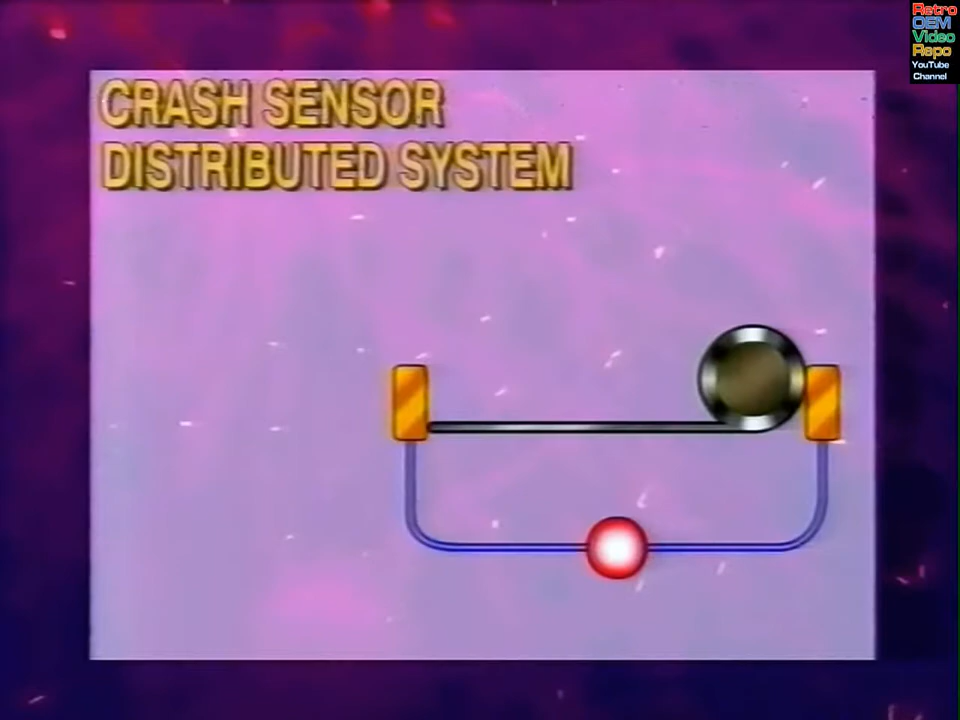 CRASH SENSOR
DISTRIBUTED SYSTEM
Retro
OEM
Video
Repo
YouTube
Channel